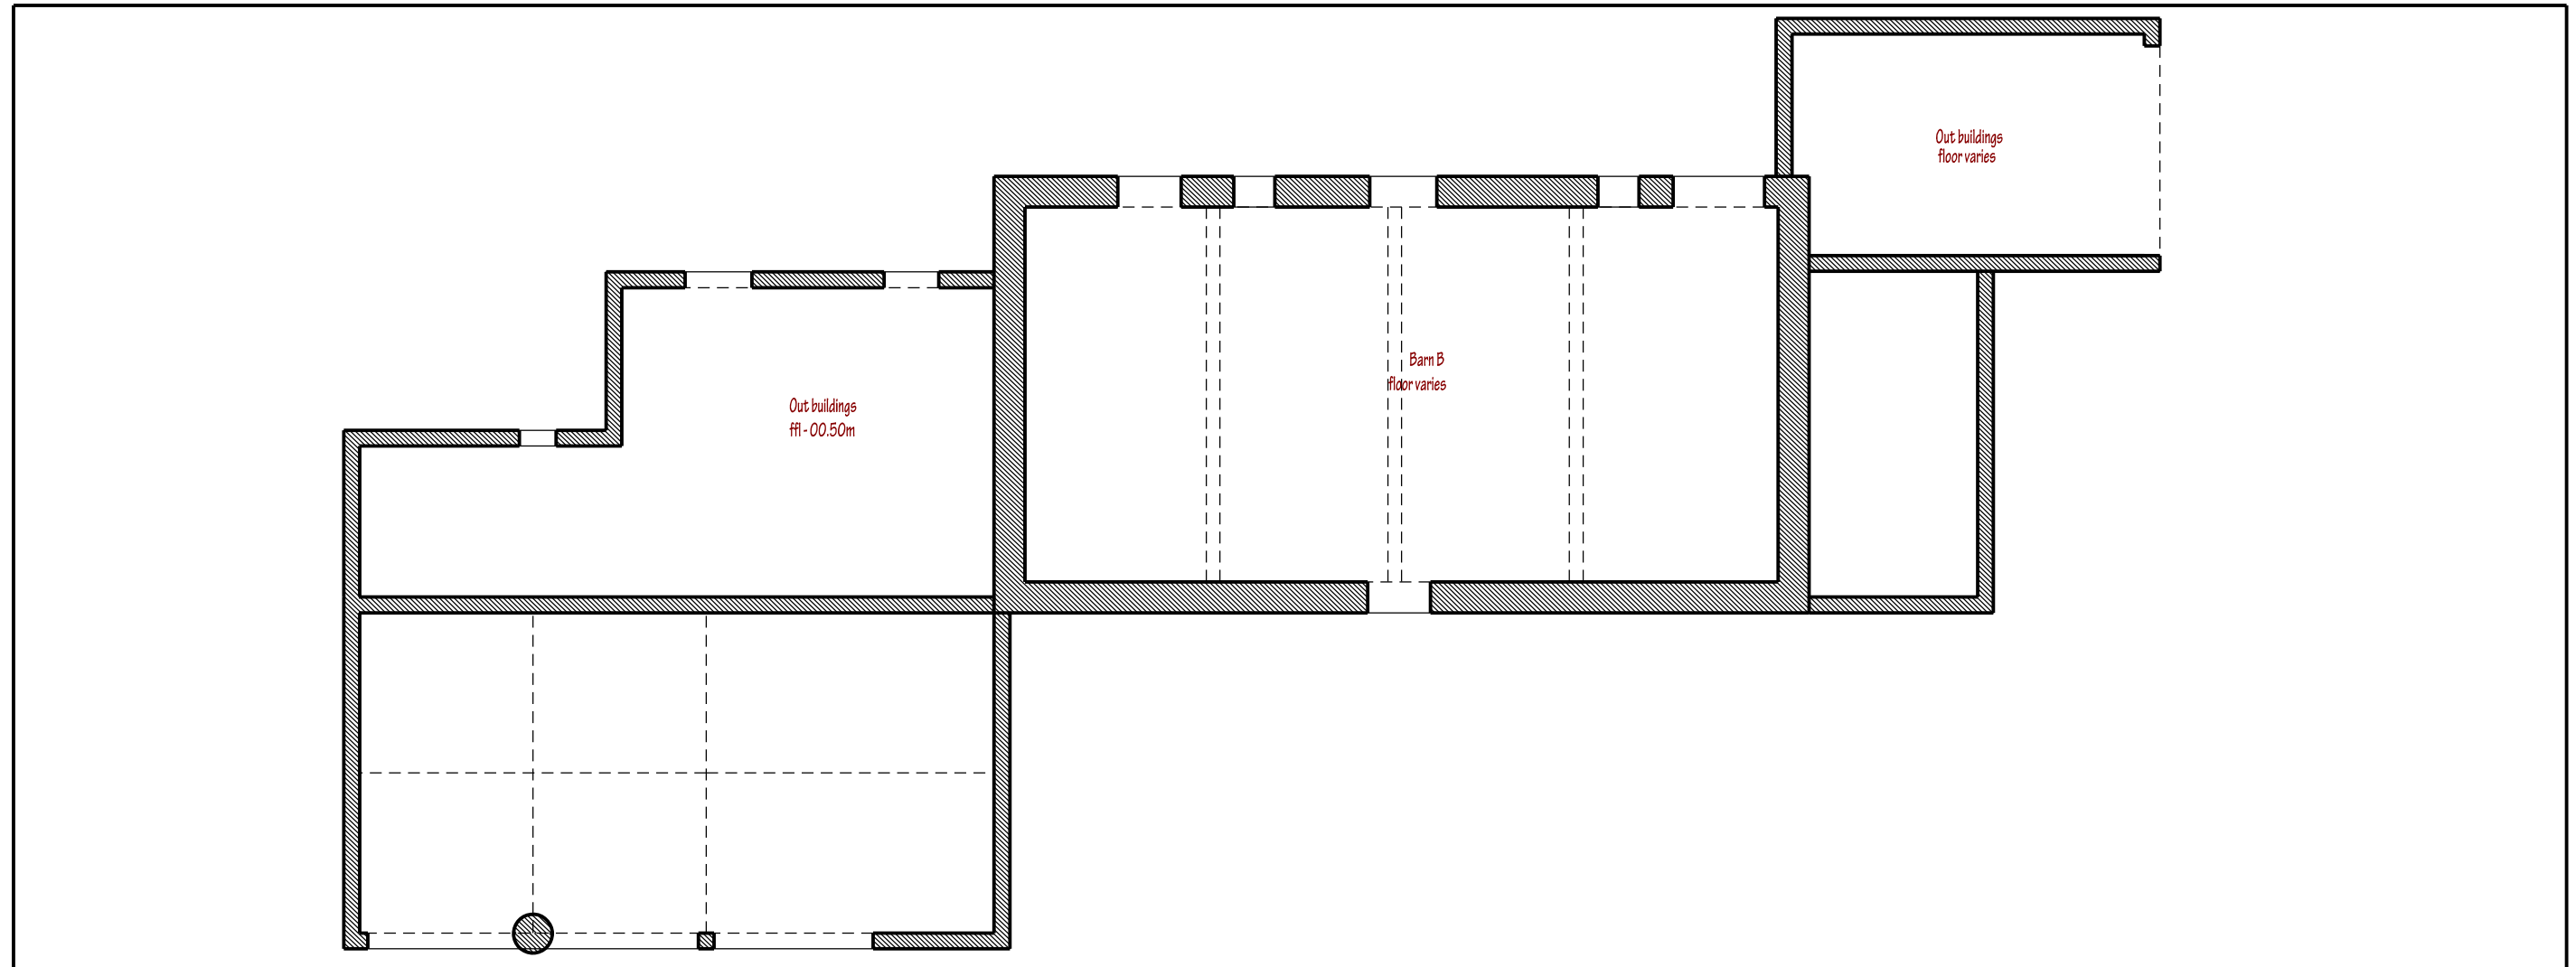 Out buildings
floor varies
Barn B
floor varies
Out buildings
ffl - 00.50m